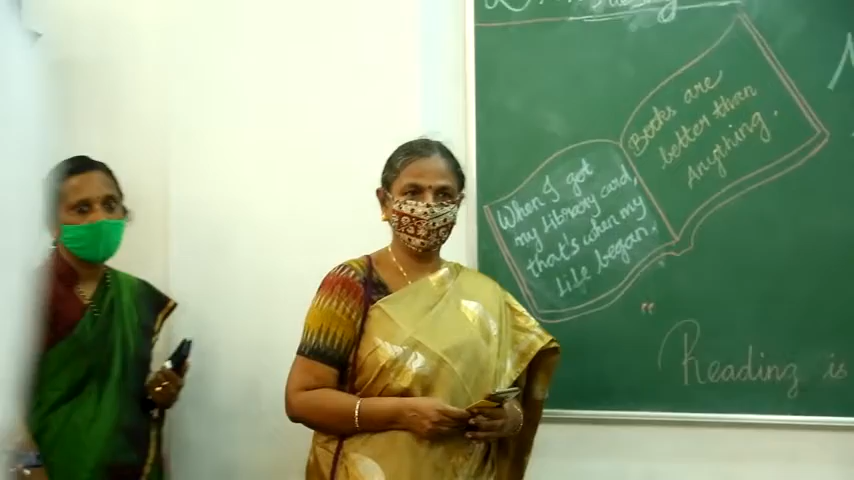 When I got
my library card,
that's when my
life began.
Books are
better than
Anything.
"
Reading is